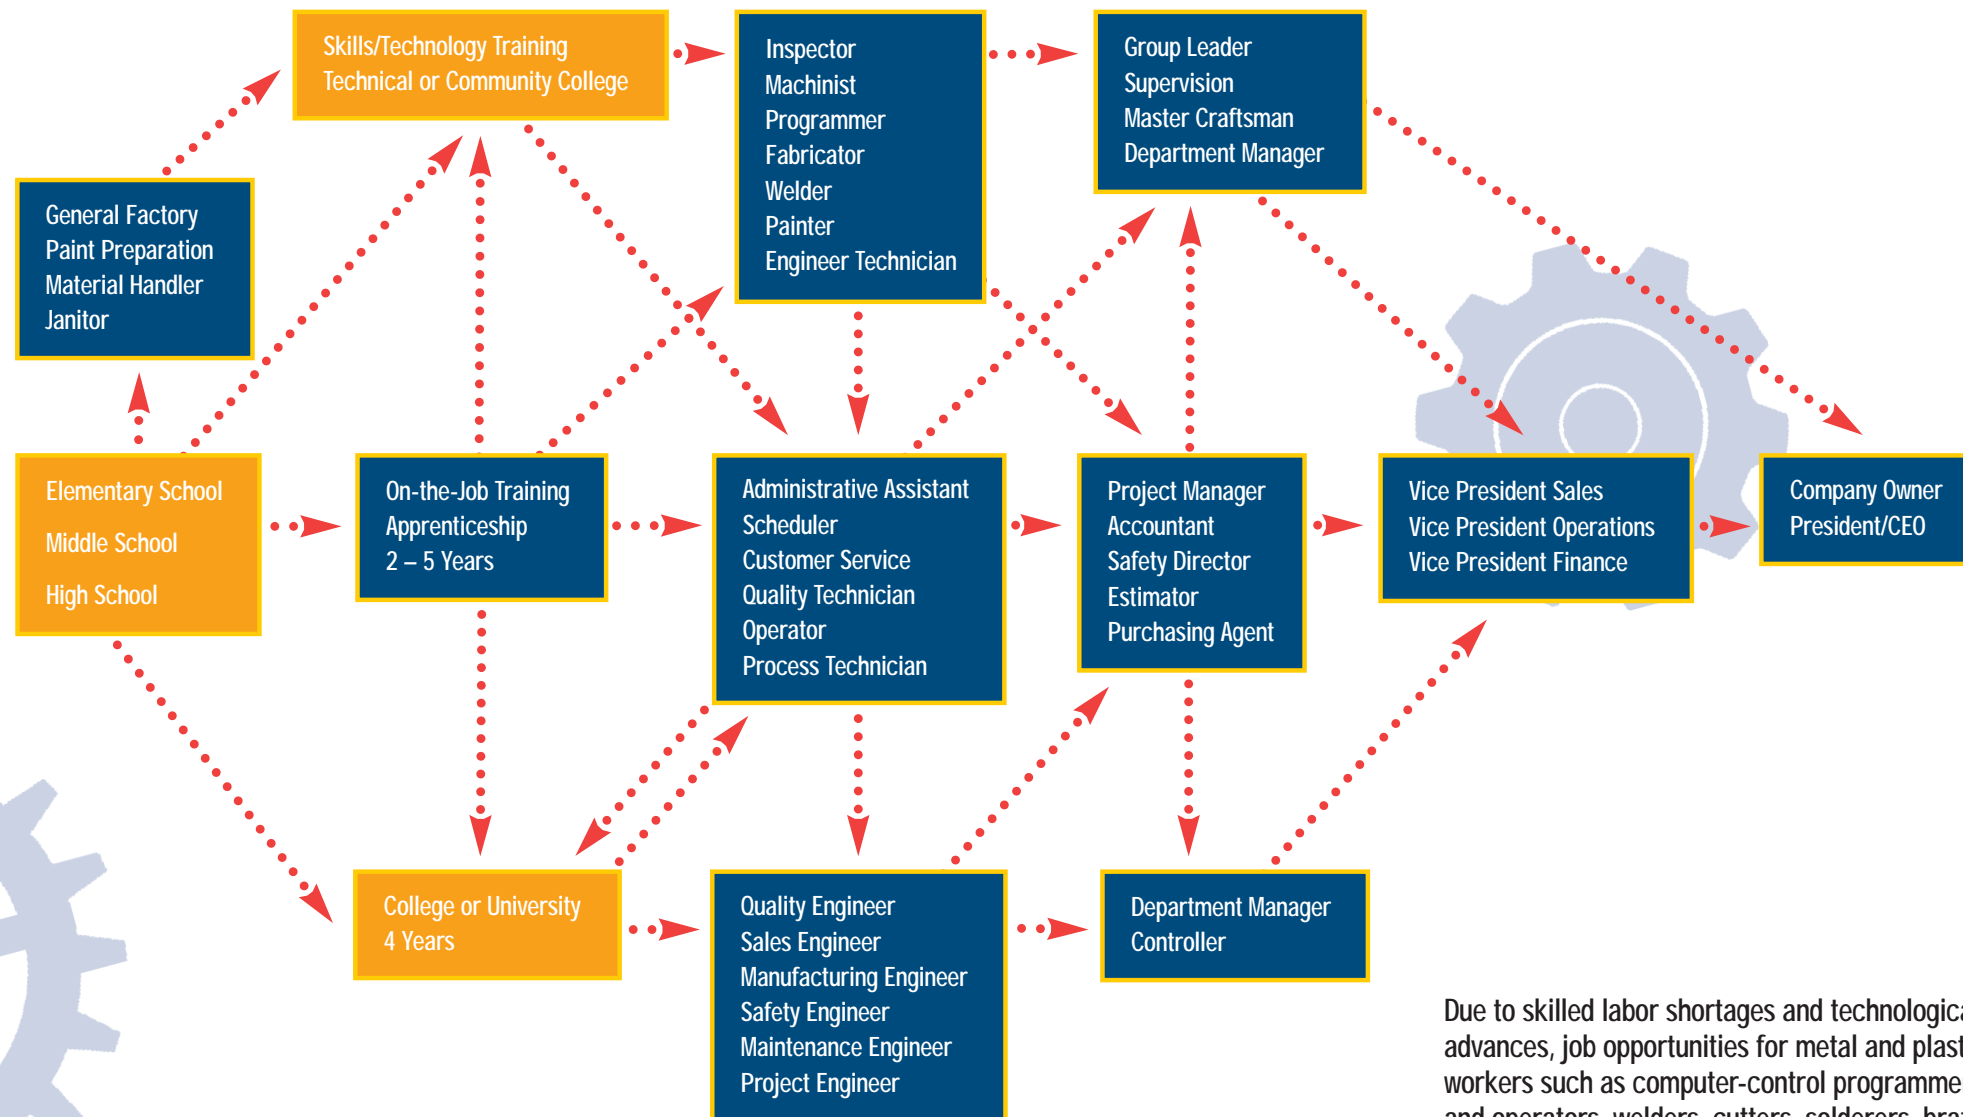 Skills/Technology Training
Technical or Community College
Inspector
Machinist
Programmer
Fabricator
Welder
Painter
Engineer Technician
Group Leader
Supervision
Master Craftsman
Department Manager
General Factory
Paint Preparation
Material Handler
Janitor
Elementary School
Middle School
High School
On-the-Job Training
Apprenticeship
2 – 5 Years
Administrative Assistant
Scheduler
Customer Service
Quality Technician
Operator
Process Technician
Project Manager
Accountant
Safety Director
Estimator
Purchasing Agent
Vice President Sales
Vice President Operations
Vice President Finance
Company Owner
President/CEO
College or University
4 Years
Quality Engineer
Sales Engineer
Manufacturing Engineer
Safety Engineer
Maintenance Engineer
Project Engineer
Department Manager
Controller
Due to skilled labor shortages and technologica
advances, job opportunities for metal and plast
workers such as computer-control programme
and operators, welders, cutters, solderers, braz